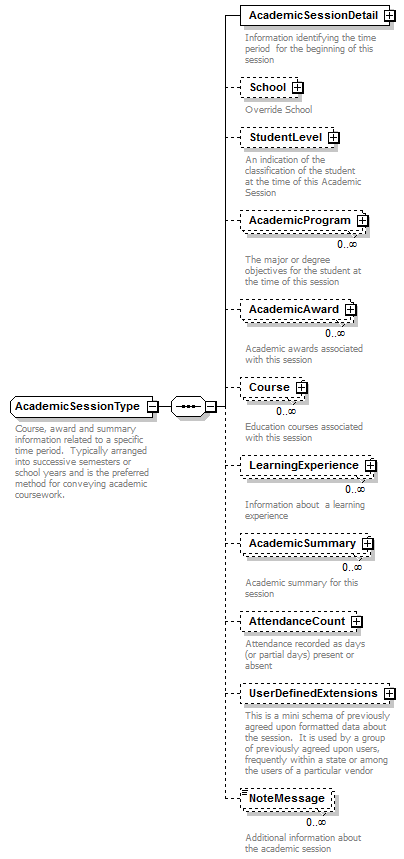 AcademicSessionDetail
Information identifying the time
period for the beginning of this
session
School
Override School
StudentLevel
An indication of the
classification of the student
at the time of this Academic
Session
AcademicProgram
0..∞
The major or degree
objectives for the student at
the time of this session
AcademicAward
0..∞
Academic awards associated
with this session
Course
0..∞
Education courses associated
with this session
AcademicSessionType
Course, award and summary
information related to a specific
time period. Typically arranged
into successive semesters or
school years and is the preferred
method for conveying academic
coursework.
LearningExperience
0..∞
Information about a learning
experience
AcademicSummary
0..∞
Academic summary for this
session
AttendanceCount
Attendance recorded as days
(or partial days) present or
absent
UserDefinedExtensions
This is a mini schema of previously
agreed upon formatted data about
the session. It is used by a group
of previously agreed upon users,
frequently within a state or among
the users of a particular vendor
NoteMessage
0..∞
Additional information about
the academic session